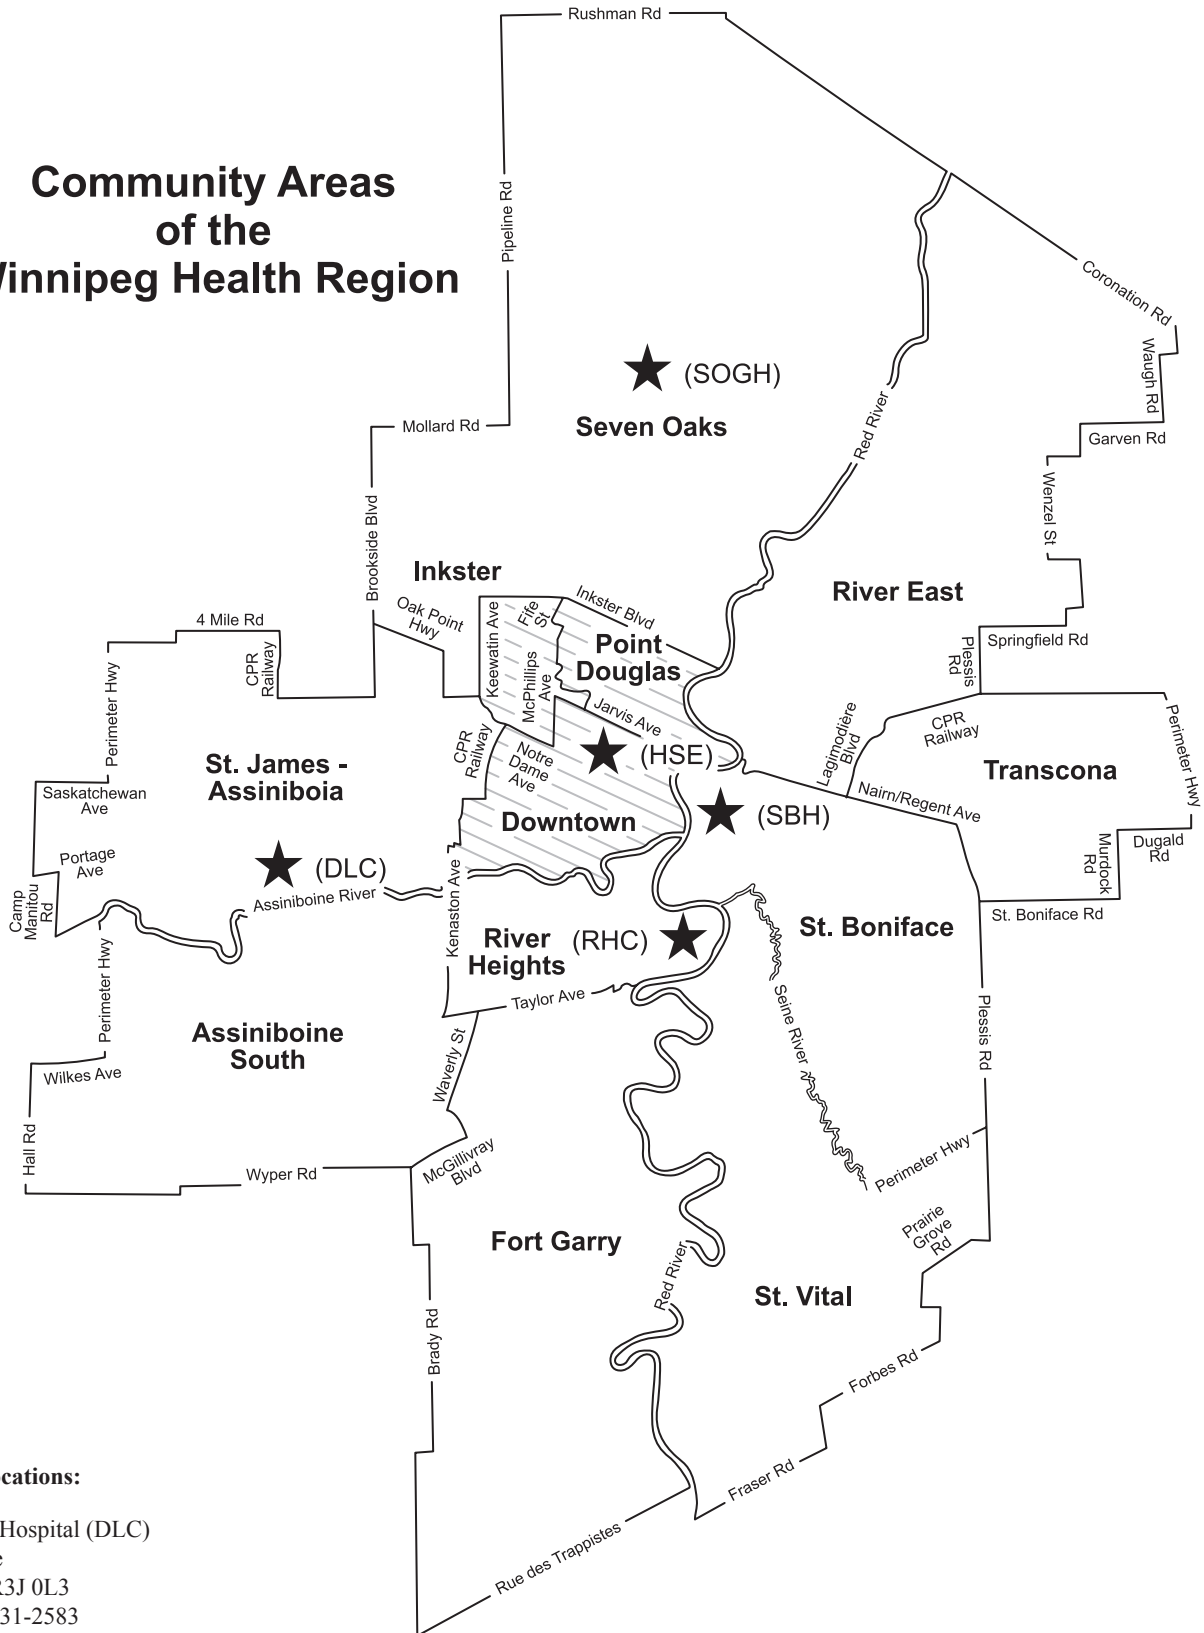 Community Areas
of the
Winnipeg Health Region
Rushman Rd
Pipeline Rd
Coronation Rd
Waugh Rd
Garven Rd
Wenzel St
(SOGH)
Seven Oaks
Mollard Rd
Red River
Brookside Blvd
Inkster
Oak Point
Hwy
Keewatin Ave
Fife
St
Inkster Blvd
Point
Douglas
McPhillips
Ave
Jarvis Ave
River East
Springfield Rd
Plessis
Rd
4 Mile Rd
CPR
Railway
Perimeter Hwy
CPR
Railway
Notre
Dame
Ave
(HSE)
Lagimodière
Blvd
CPR
Railway
Perimeter Hwy
Transcona
St. James -
Assiniboia
Saskatchewan
Ave
Downtown
(SBH)
Nairn/Regent Ave
Murdock
Rd
Dugald
Rd
Portage
Ave
(DLC)
Camp
Manitou
Rd
Assiniboine River
Kenaston Ave
St. Boniface Rd
St. Boniface
River
Heights
(RHC)
Perimeter Hwy
Taylor Ave
Seine River
Plessis Rd
Assiniboine
South
Waverly St
Wilkes Ave
Hall Rd
Wyper Rd
McGillivray
Blvd
Perimeter Hwy
Prairie
Grove
Rd
Fort Garry
Red River
St. Vital
Brady Rd
Forbes Rd
Fraser Rd
Rue des Trappistes
Hospital (DLC)
R3J 0L3
31-2583